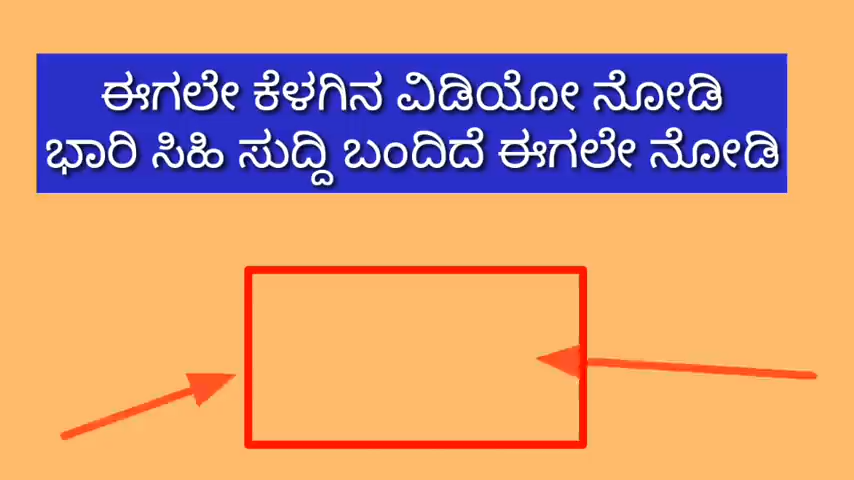 ಈಗಲೇ ಕೆಳಗಿನ ವಿಡಿಯೋ ನೋಡಿ
ಭಾರಿ ಸಿಹಿ ಸುದ್ದಿ ಬಂದಿದೆ ಈಗಲೇ ನೋಡಿ